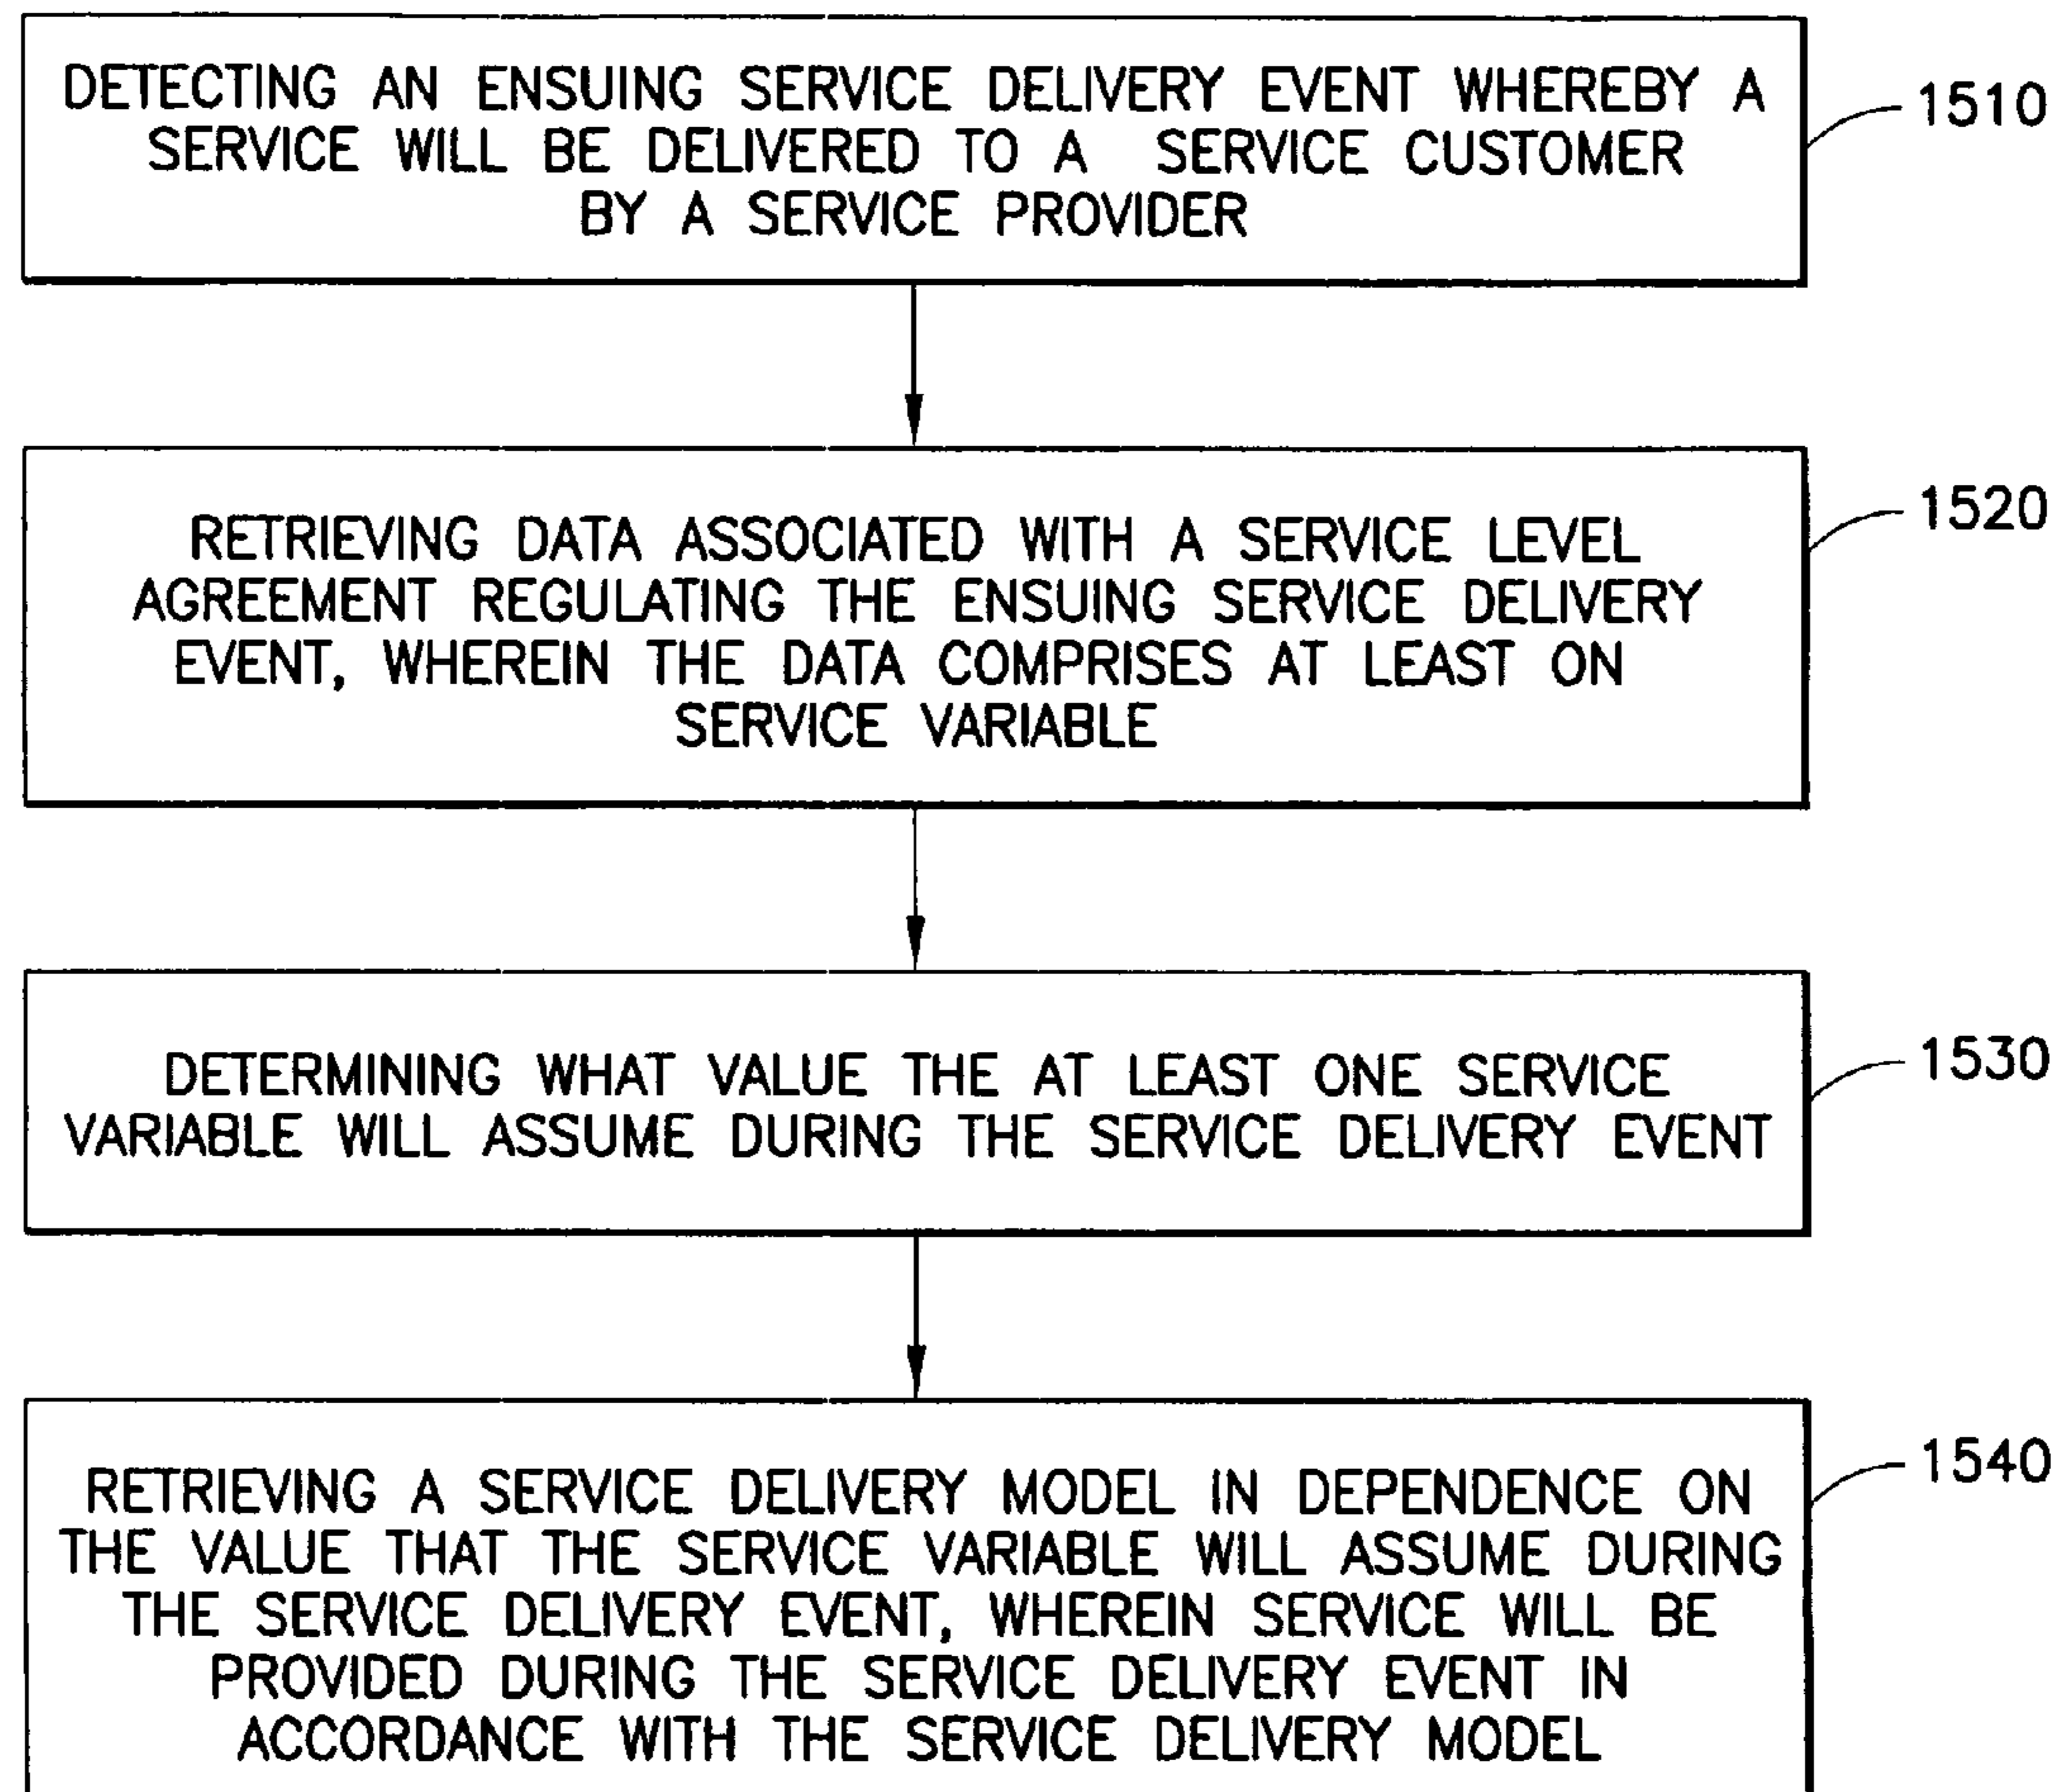 DETECTING AN ENSUING SERVICE DELIVERY EVENT WHEREBY A
SERVICE WILL BE DELIVERED TO A SERVICE CUSTOMER
BY A SERVICE PROVIDER
1510
RETRIEVING DATA ASSOCIATED WITH A SERVICE LEVEL
AGREEMENT REGULATING THE ENSUING SERVICE DELIVERY
EVENT, WHEREIN THE DATA COMPRISES AT LEAST ON
SERVICE VARIABLE
1520
DETERMINING WHAT VALUE THE AT LEAST ONE SERVICE
VARIABLE WILL ASSUME DURING THE SERVICE DELIVERY EVENT
1530
RETRIEVING A SERVICE DELIVERY MODEL IN DEPENDENCE ON
THE VALUE THAT THE SERVICE VARIABLE WILL ASSUME DURING
THE SERVICE DELIVERY EVENT, WHEREIN SERVICE WILL BE
PROVIDED DURING THE SERVICE DELIVERY EVENT IN
ACCORDANCE WITH THE SERVICE DELIVERY MODEL
1540